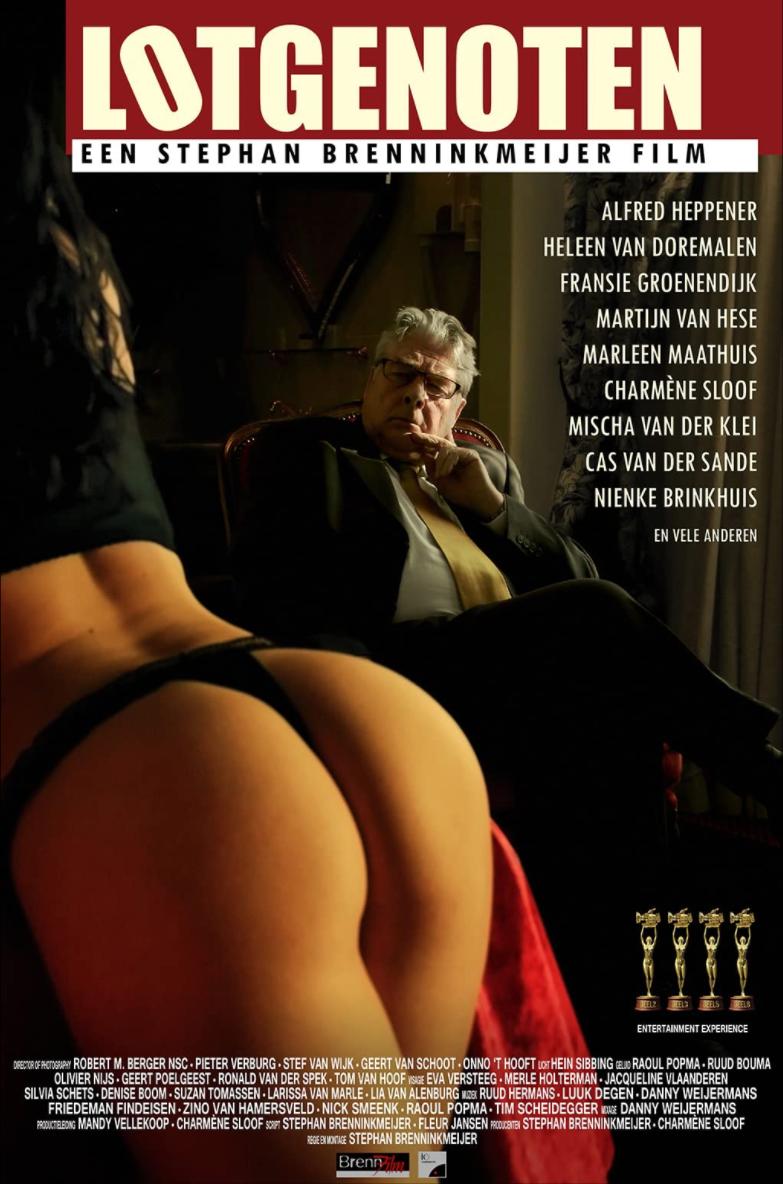 LOTGENOTEN
EEN STEPHAN BRENNINKMEIJER FILM
ALFRED HEPPENER
HELEEN VAN DOREMALEN
FRANSIE GROENENDIJK
MARTIJN VAN HESE
MARLEEN MAATHUIS
CHARMÈNE SLOOF
MISCHA VAN DER KLEI
CAS VAN DER SANDE
NIENKE BRINKHUIS
EN VELE ANDEREN
REEL2 REEL3 REEL5 REEL6
ENTERTAINMENT EXPERIENCE
DIRECTOR OF PHOTOGRAPHY ROBERT M. BERGER NSC • PIETER VERBURG • STEF VAN WIJK • GEERT VAN SCHOOT • ONNO 'T HOOFT LICHT HEIN SIBBING GELUID RAOUL POPMA • RUUD BOUMA
OLIVIER NIJS • GEERT POELGEEST • RONALD VAN DER SPEK • TOM VAN HOOF VISAGIE EVA VERSTEEG • MERLE HOLTERMAN • JACQUELINE VLAANDEREN
SILVIA SCHETS • DENISE BOOM • SUZAN TOMASSEN • LARISSA VAN MARLE • LIA VAN ALENBURG MUZIEK RUUD HERMANS • LUUK DEGEN • DANNY WEIJERMANS
FRIEDEMAN FINDEISEN • ZINO VAN HAMERSVELD • NICK SMEENK • RAOUL POPMA • TIM SCHEIDEGGER MIXAGE DANNY WEIJERMANS
PRODUCTIELEIDING MANDY VELLEKOOP • CHARMÈNE SLOOF SCRIPT STEPHAN BRENNINKMEIJER • FLEUR JANSEN PRODUCENTEN STEPHAN BRENNINKMEIJER • CHARMÈNE SLOOF
REGIE EN MONTAGE STEPHAN BRENNINKMEIJER
BrennFilm